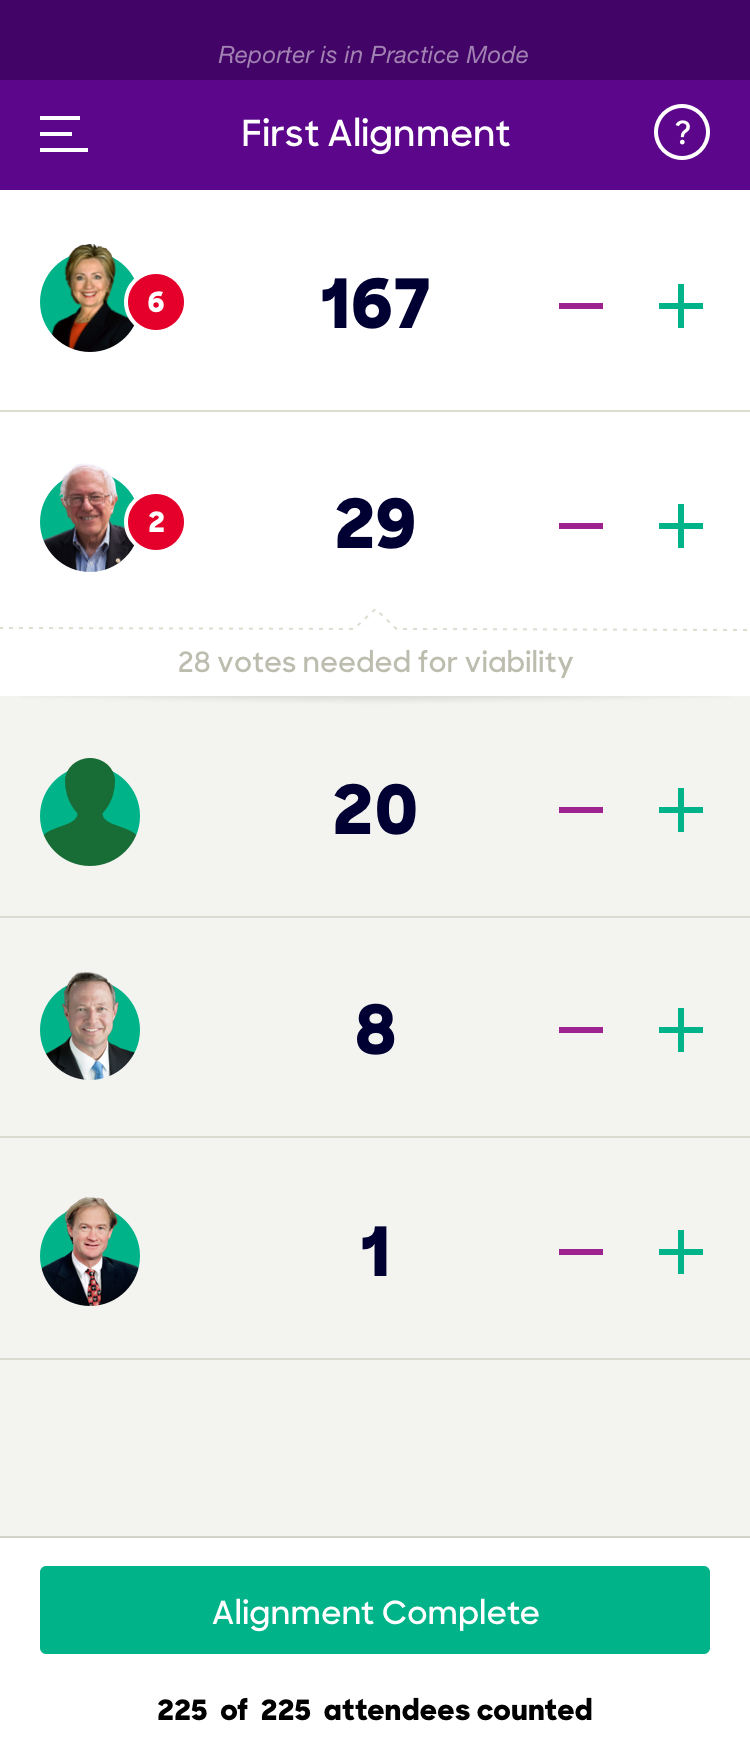 Reporter is in Practice Mode
First Alignment
?
6
167
2
29
28 votes needed for viability
20
8
1
Alignment Complete
225 of 225 attendees counted